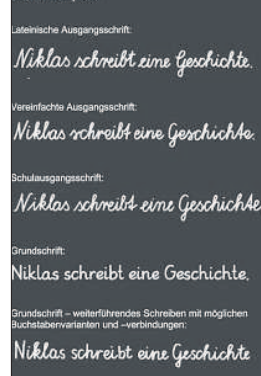 Lateinische Ausgangsschrift:
Niklas schreibt eine Geschichte.
Vereinfachte Ausgangsschrift:
Niklas schreibt eine Geschichte.
Schulausgangsschrift:
Niklas schreibt eine Geschichte
Grundschrift:
Niklas schreibt eine Geschichte.
Grundschrift – weiterführendes Schreiben mit möglichen
Buchstabenvarianten und –verbindungen:
Niklas schreibt eine Geschichte